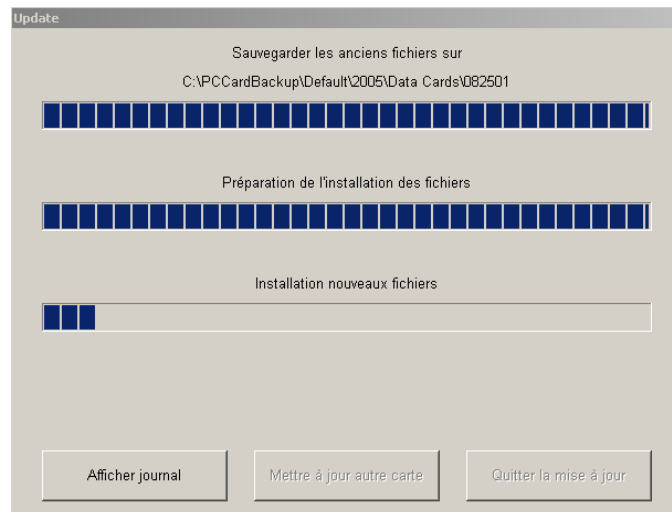 Update
Sauvegarder les anciens fichiers sur
C:\PCCardBackup\Default\2005\Data Cards\082501
Préparation de l'installation des fichiers
Installation nouveaux fichiers
Afficher journal
Mettre à jour autre carte
Quitter la mise à jour